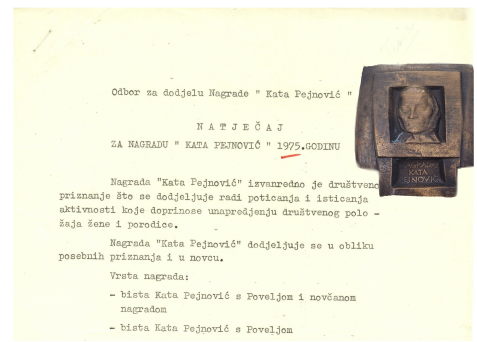 Odbor za dodjelu Nagrade " Kata Pejnović "
N A T J E Č A J
ZA NAGRADU " KATA PEJNOVIĆ " 1975.GODINU
Nagrada "Kata Pejnović" izvanredno je društveno
priznanje što se dodjeljuje radi poticanja i isticanja
aktivnosti koje doprinose unapredjenju društvenog polo -
žaja žene i porodice.
Nagrada "Kata Pejnović" dodjeljuje se u obliku
posebnih priznanja i u novcu.
Vrsta nagrada:
- bista Kata Pejnović s Poveljom i novčanom
nagradom
- bista Kata Pejnović s Poveljom
NAGRADA
KATA